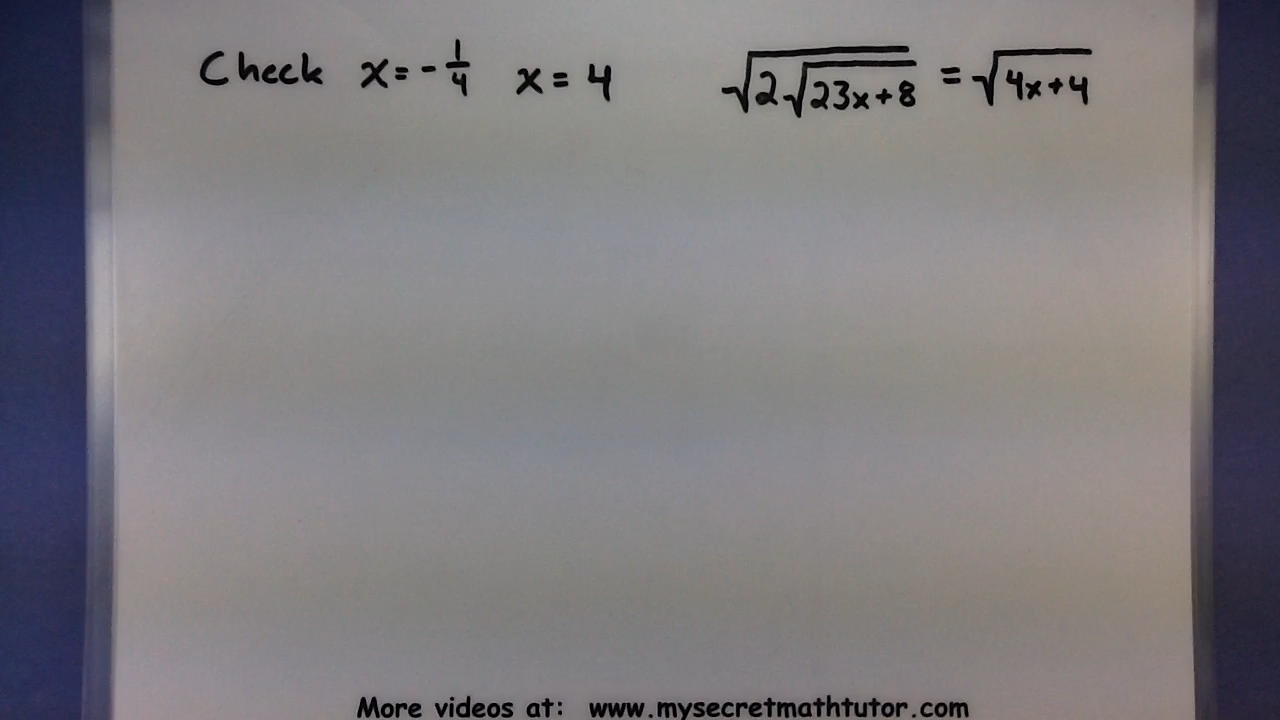 Check x = -1/4 x = 4 √(2√(23x+8)) = √(4x+4)
More videos at: www.mysecretmathtutor.com